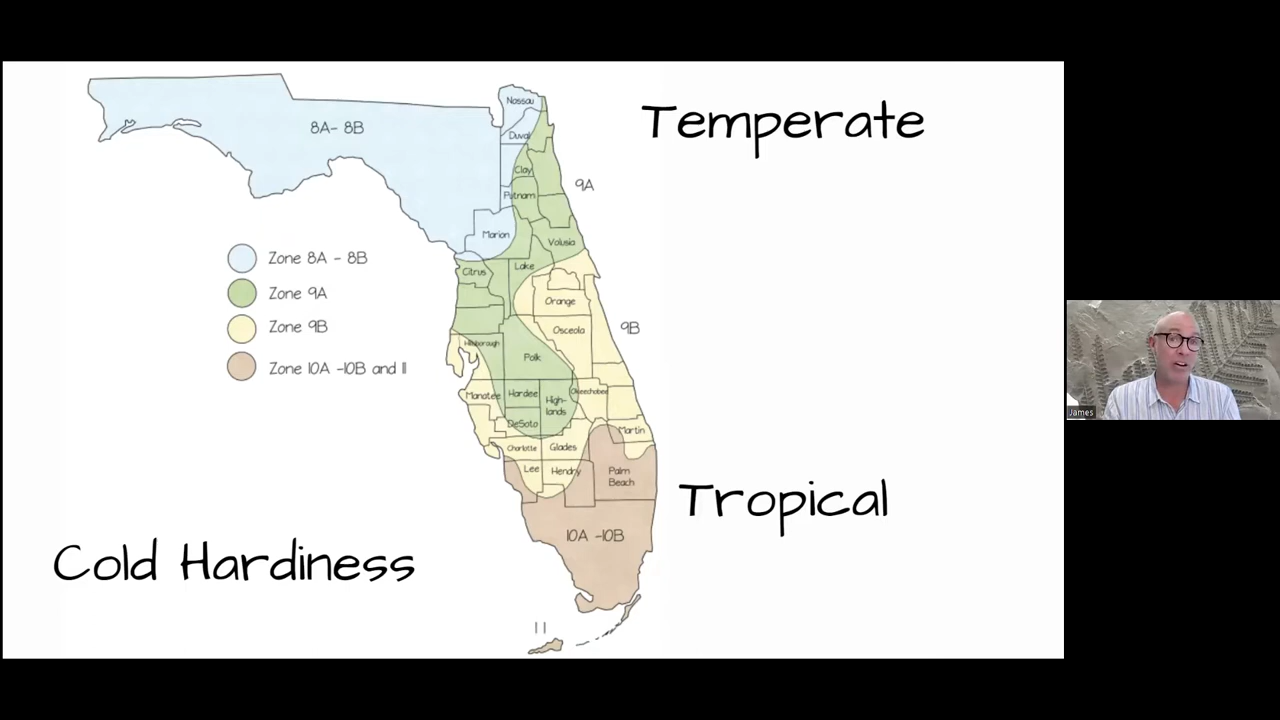 Temperate
Nassau
8A- 8B
Duval
Clay
9A
Putnam
Marion
Volusia
Zone 8A - 8B
Lake
Citrus
Zone 9A
Orange
Zone 9B
Osceola
9B
Hillsborough
Polk
Zone 10A -10B and 11
Manatee
Hardee
High-
lands
Okeechobee
James
DeSoto
Martin
Charlotte
Glades
Lee
Hendry
Palm
Beach
Tropical
10A -10B
Cold Hardiness
11